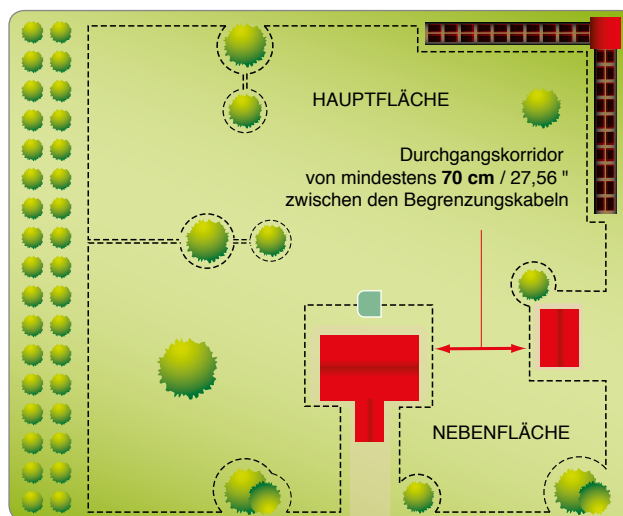 HAUPTFLÄCHE
Durchgangskorridor
von mindestens 70 cm / 27,56 "
zwischen den Begrenzungskabeln
NEBENFLÄCHE